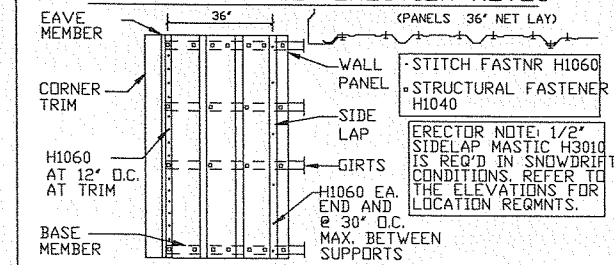 EAVE
MEMBER
36"
(PANELS 36" NET LAY)
WALL
PANEL
CORNER
TRIM
SIDE
LAP
H1060
AT 12" O.C.
AT TRIM
GIRTS
H1060 EA.
END AND
@ 30" O.C.
MAX. BETWEEN
SUPPORTS
BASE
MEMBER
STITCH FASTNR H1060
STRUCTURAL FASTENER
H1040
ERECTOR NOTE: 1/2"
SIDELAP MASTIC H3010
IS REQ'D IN SNOWDRIFT
CONDITIONS. REFER TO
THE ELEVATIONS FOR
LOCATION REQMNTS.